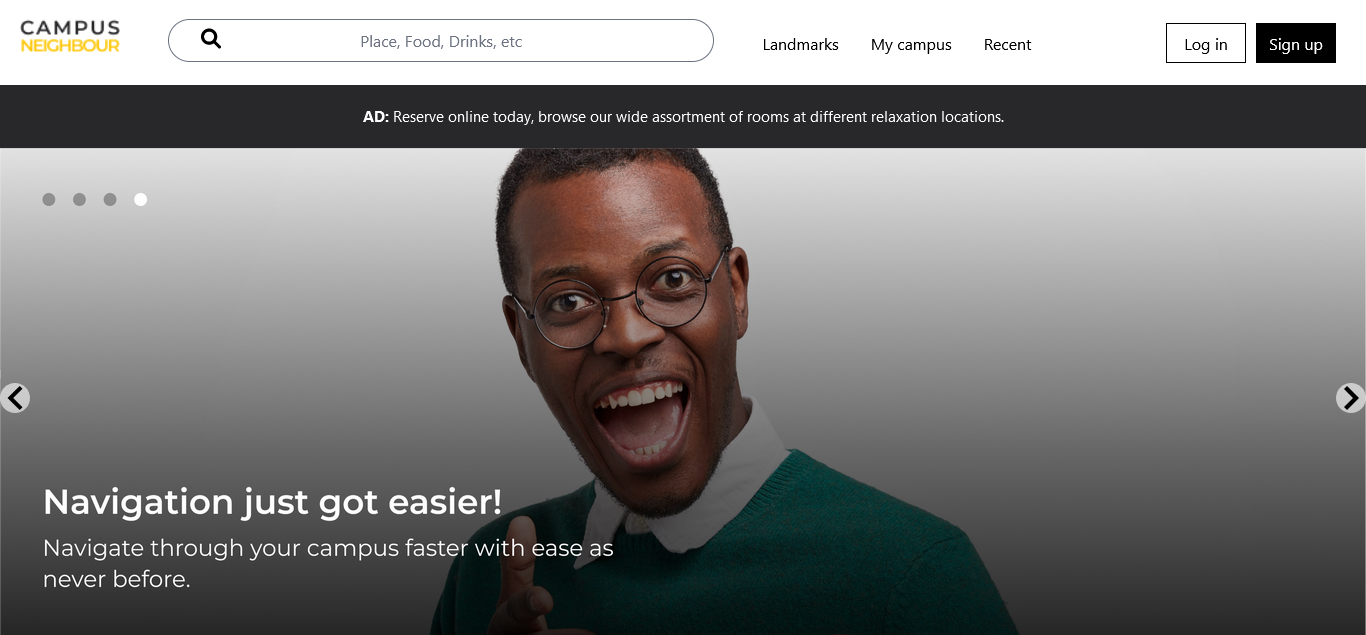 CAMPUS
NEIGHBOUR
Place, Food, Drinks, etc
Landmarks
My campus
Recent
Log in
Sign up
AD: Reserve online today, browse our wide assortment of rooms at different relaxation locations.
Navigation just got easier!
Navigate through your campus faster with ease as
never before.